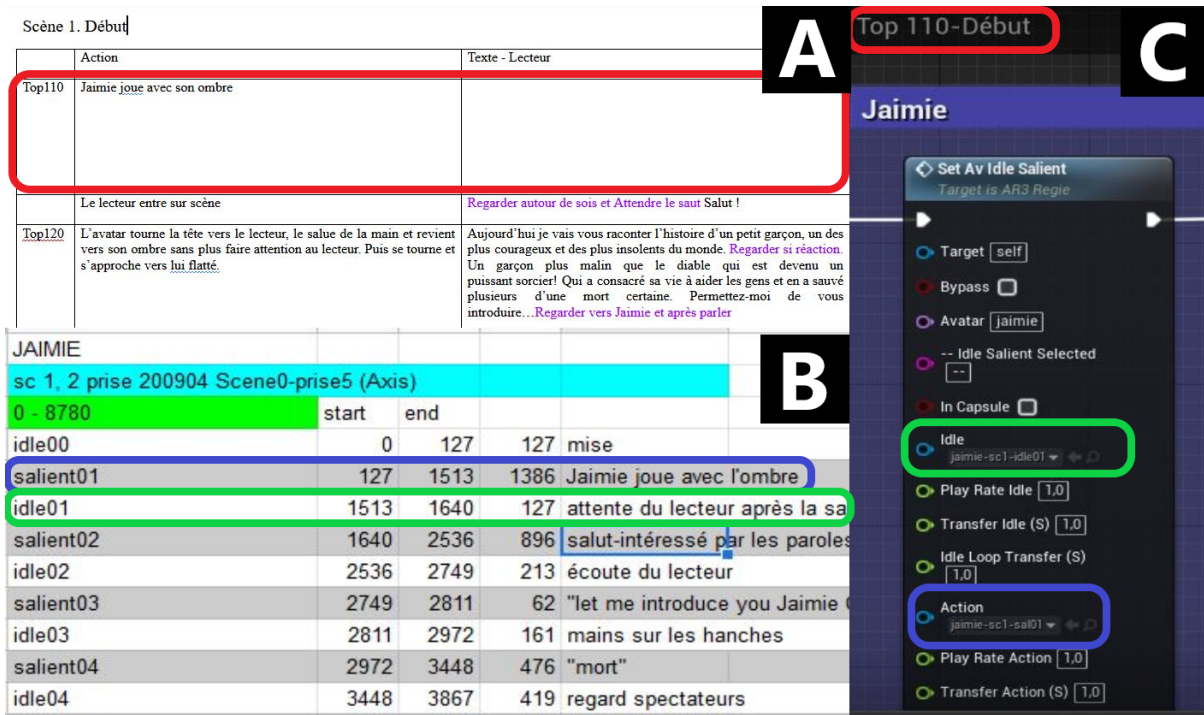 Scène 1. Début
A
Action
Texte - Lecteur
Top110
Jaimie joue avec son ombre
Le lecteur entre sur scène
Regarder autour de sois et Attendre le saut Salut !
Top120
L'avatar tourne la tête vers le lecteur, le salue de la main et revient
vers son ombre sans plus faire attention au lecteur. Puis se tourne et
s'approche vers lui flatté.
Aujourd'hui je vais vous raconter l'histoire d'un petit garçon, un des
plus courageux et des plus insolents du monde. Regarder si réaction.
Un garçon plus malin que le diable qui est devenu un
puissant sorcier! Qui a consacré sa vie à aider les gens et en a sauvé
plusieurs d'une mort certaine. Permettez-moi de vous
introduire…Regarder vers Jaimie et après parler
B
JAIMIE
sc 1, 2 prise 200904 Scene0-prise5 (Axis)
0 - 8780 start end
idle00 0 127 127 mise
salient01 127 1513 1386 Jaimie joue avec l'ombre
idle01 1513 1640 127 attente du lecteur après la sa
salient02 1640 2536 896 salut-intéressé par les paroles
idle02 2536 2749 213 écoute du lecteur
salient03 2749 2811 62 "let me introduce you Jaimie
idle03 2811 2972 161 mains sur les hanches
salient04 2972 3448 476 "mort"
idle04 3448 3867 419 regard spectateurs
C
Top 110-Début
Jaimie
Set Av Idle Salient
Target is AR3 Regie
Target self
Bypass
Avatar jaimie
-- Idle Salient Selected
--
In Capsule
Idle
jaimie-sc1-idle01
Play Rate Idle 1,0
Transfer Idle (S) 1,0
Idle Loop Transfer (S)
1,0
Action
jaimie-sc1-sal01
Play Rate Action 1,0
Transfer Action (S) 1,0